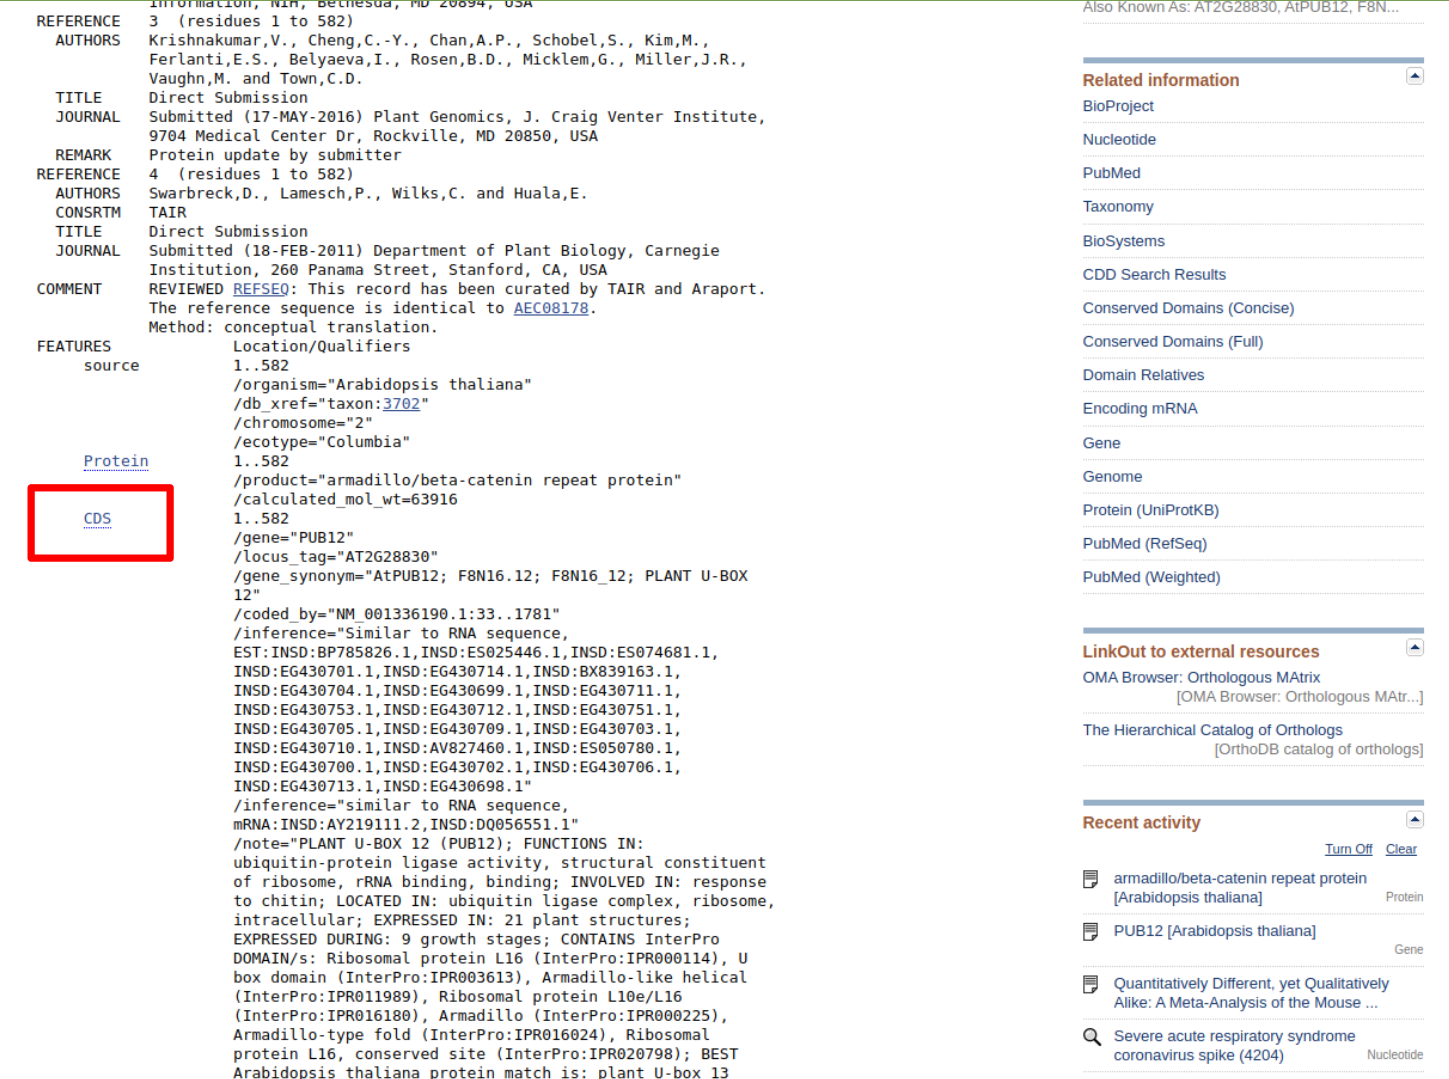 Information, NIH, Bethesda, MD 20894, USA
REFERENCE 3 (residues 1 to 582)
AUTHORS Krishnakumar,V., Cheng,C.-Y., Chan,A.P., Schobel,S., Kim,M.,
Ferlanti,E.S., Belyaeva,I., Rosen,B.D., Micklem,G., Miller,J.R.,
Vaughn,M. and Town,C.D.
TITLE Direct Submission
JOURNAL Submitted (17-MAY-2016) Plant Genomics, J. Craig Venter Institute,
9704 Medical Center Dr, Rockville, MD 20850, USA
REMARK Protein update by submitter
REFERENCE 4 (residues 1 to 582)
AUTHORS Swarbreck,D., Lamesch,P., Wilks,C. and Huala,E.
CONSRTM TAIR
TITLE Direct Submission
JOURNAL Submitted (18-FEB-2011) Department of Plant Biology, Carnegie
Institution, 260 Panama Street, Stanford, CA, USA
COMMENT REVIEWED REFSEQ: This record has been curated by TAIR and Araport.
The reference sequence is identical to AEC08178.
Method: conceptual translation.
FEATURES Location/Qualifiers
source 1..582
/organism="Arabidopsis thaliana"
/db_xref="taxon:3702"
/chromosome="2"
/ecotype="Columbia"
Protein 1..582
/product="armadillo/beta-catenin repeat protein"
/calculated_mol_wt=63916
CDS 1..582
/gene="PUB12"
/locus_tag="AT2G28830"
/gene_synonym="AtPUB12; F8N16.12; F8N16_12; PLANT U-BOX
12"
/coded_by="NM_001336190.1:33..1781"
/inference="Similar to RNA sequence,
EST:INSD:BP785826.1,INSD:ES025446.1,INSD:ES074681.1,
INSD:EG430701.1,INSD:EG430714.1,INSD:BX839163.1,
INSD:EG430704.1,INSD:EG430699.1,INSD:EG430711.1,
INSD:EG430753.1,INSD:EG430712.1,INSD:EG430751.1,
INSD:EG430705.1,INSD:EG430709.1,INSD:EG430703.1,
INSD:EG430710.1,INSD:AV827460.1,INSD:ES050780.1,
INSD:EG430700.1,INSD:EG430702.1,INSD:EG430706.1,
INSD:EG430713.1,INSD:EG430698.1"
/inference="similar to RNA sequence,
mRNA:INSD:AY219111.2,INSD:DQ056551.1"
/note="PLANT U-BOX 12 (PUB12); FUNCTIONS IN:
ubiquitin-protein ligase activity, structural constituent
of ribosome, rRNA binding, binding; INVOLVED IN: response
to chitin; LOCATED IN: ubiquitin ligase complex, ribosome,
intracellular; EXPRESSED IN: 21 plant structures;
EXPRESSED DURING: 9 growth stages; CONTAINS InterPro
DOMAIN/s: Ribosomal protein L16 (InterPro:IPR000114), U
box domain (InterPro:IPR003613), Armadillo-like helical
(InterPro:IPR011989), Ribosomal protein L10e/L16
(InterPro:IPR016180), Armadillo (InterPro:IPR000225),
Armadillo-type fold (InterPro:IPR016024), Ribosomal
protein L16, conserved site (InterPro:IPR020798); BEST
Arabidopsis thaliana protein match is: plant U-box 13
Also Known As: AT2G28830, AtPUB12, F8N...
Related information
BioProject
Nucleotide
PubMed
Taxonomy
BioSystems
CDD Search Results
Conserved Domains (Concise)
Conserved Domains (Full)
Domain Relatives
Encoding mRNA
Gene
Genome
Protein (UniProtKB)
PubMed (RefSeq)
PubMed (Weighted)
LinkOut to external resources
OMA Browser: Orthologous MAtrix
[OMA Browser: Orthologous MAtr...]
The Hierarchical Catalog of Orthologs
[OrthoDB catalog of orthologs]
Recent activity
Turn Off Clear
armadillo/beta-catenin repeat protein
[Arabidopsis thaliana] Protein
PUB12 [Arabidopsis thaliana]
Gene
Quantitatively Different, yet Qualitatively
Alike: A Meta-Analysis of the Mouse ...
Severe acute respiratory syndrome
coronavirus spike (4204) Nucleotide